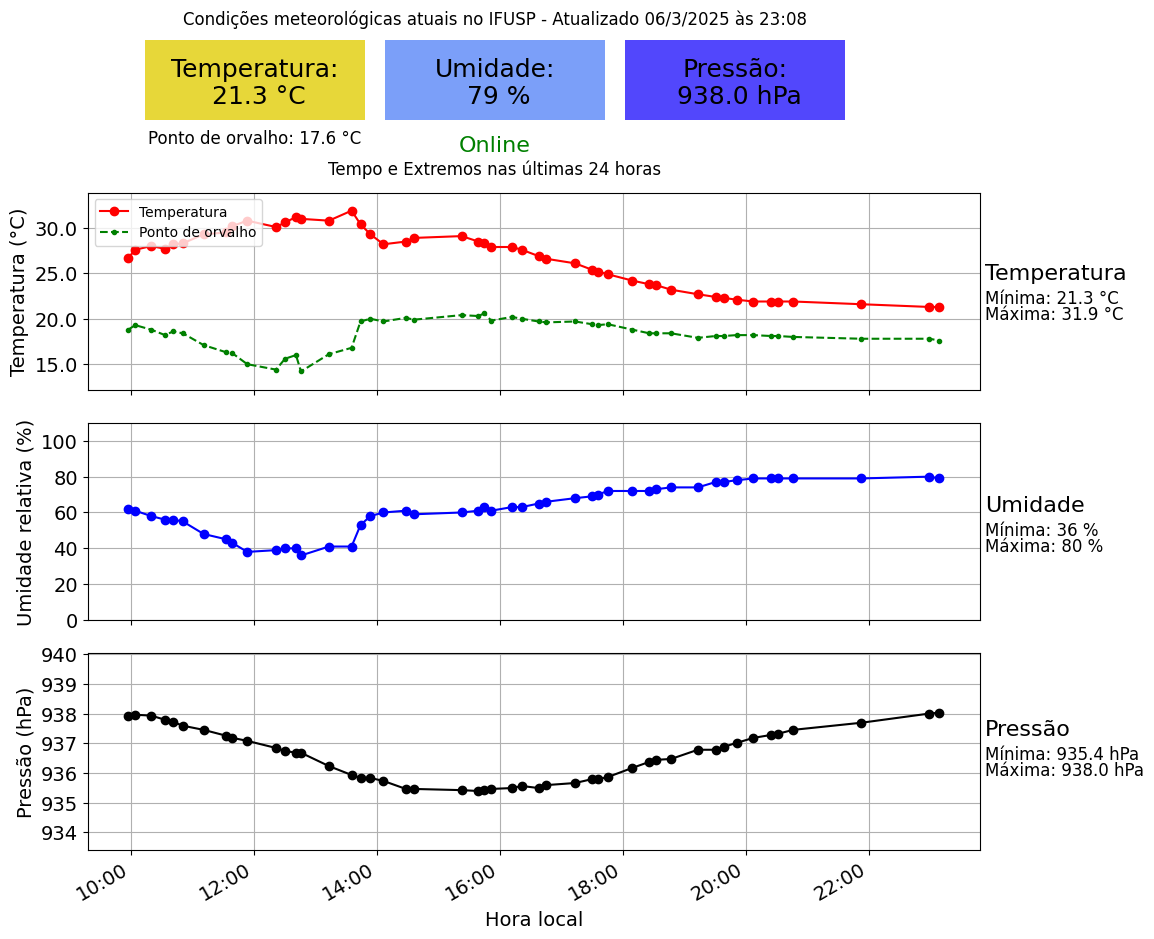 Condições meteorológicas atuais no IFUSP - Atualizado 06/3/2025 às 23:08
Temperatura:
21.3 °C
Umidade:
79 %
Pressão:
938.0 hPa
Ponto de orvalho: 17.6 °C
Online
Tempo e Extremos nas últimas 24 horas
Temperatura (°C)
30.0
25.0
20.0
15.0
Temperatura
Ponto de orvalho
Temperatura
Mínima: 21.3 °C
Máxima: 31.9 °C
Umidade relativa (%)
100
80
60
40
20
0
Umidade
Mínima: 36 %
Máxima: 80 %
Pressão (hPa)
940
939
938
937
936
935
934
Pressão
Mínima: 935.4 hPa
Máxima: 938.0 hPa
10:00 12:00 14:00 16:00 18:00 20:00 22:00
Hora local